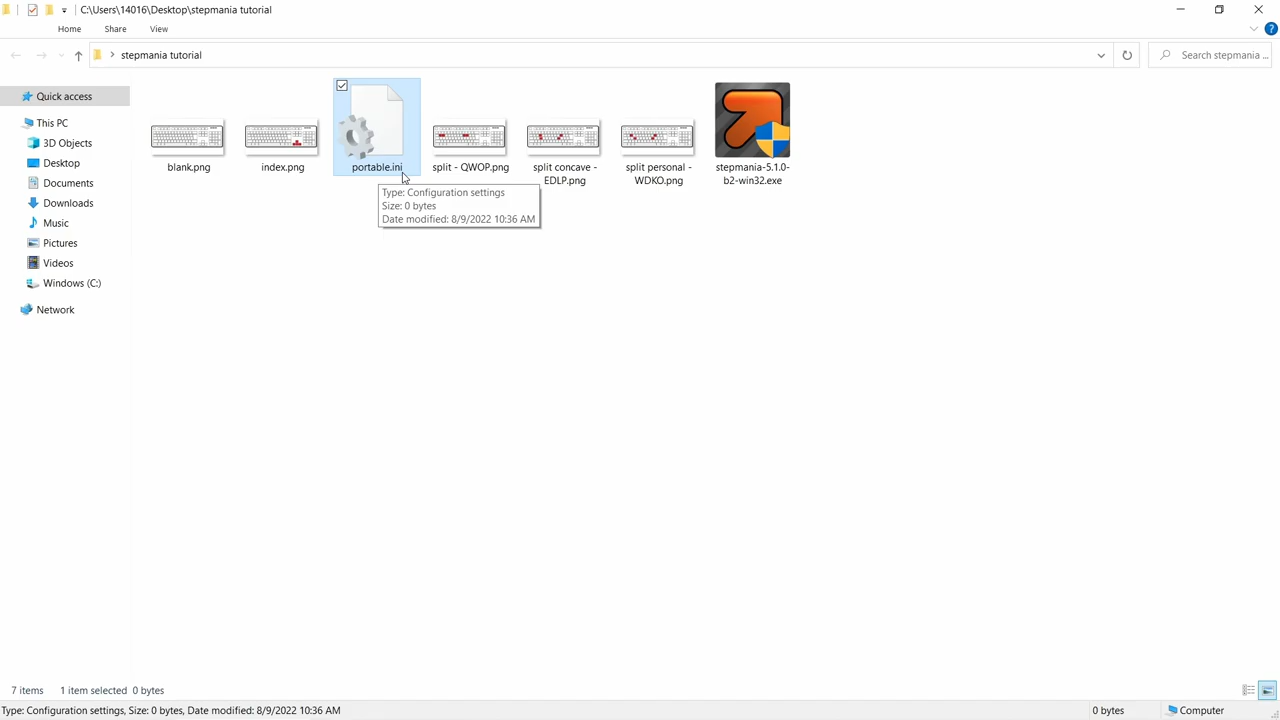 C:\Users\14016\Desktop\stepmania tutorial
Home Share View
stepmania tutorial
Search stepmania ...
Quick access
This PC
3D Objects
Desktop
Documents
Downloads
Music
Pictures
Videos
Windows (C:)
Network
blank.png
index.png
portable.ini
split - QWOP.png
split concave -
EDLP.png
split personal -
WDKO.png
stepmania-5.1.0-
b2-win32.exe
Type: Configuration settings
Size: 0 bytes
Date modified: 8/9/2022 10:36 AM
7 items 1 item selected 0 bytes
Type: Configuration settings, Size: 0 bytes, Date modified: 8/9/2022 10:36 AM
0 bytes
Computer